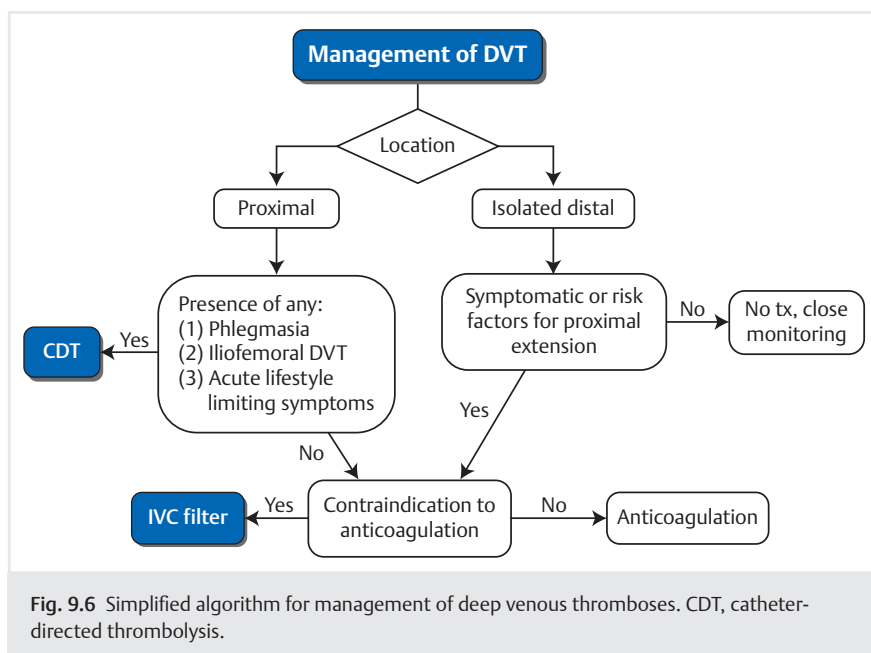 Management of DVT
Location
Proximal
Isolated distal
Presence of any:
(1) Phlegmasia
(2) Iliofemoral DVT
(3) Acute lifestyle
limiting symptoms
Yes
CDT
Symptomatic or risk
factors for proximal
extension
No
No tx, close
monitoring
Yes
No
Contraindication to
anticoagulation
Yes
IVC filter
No
Anticoagulation
Fig. 9.6 Simplified algorithm for management of deep venous thromboses. CDT, catheter-
directed thrombolysis.